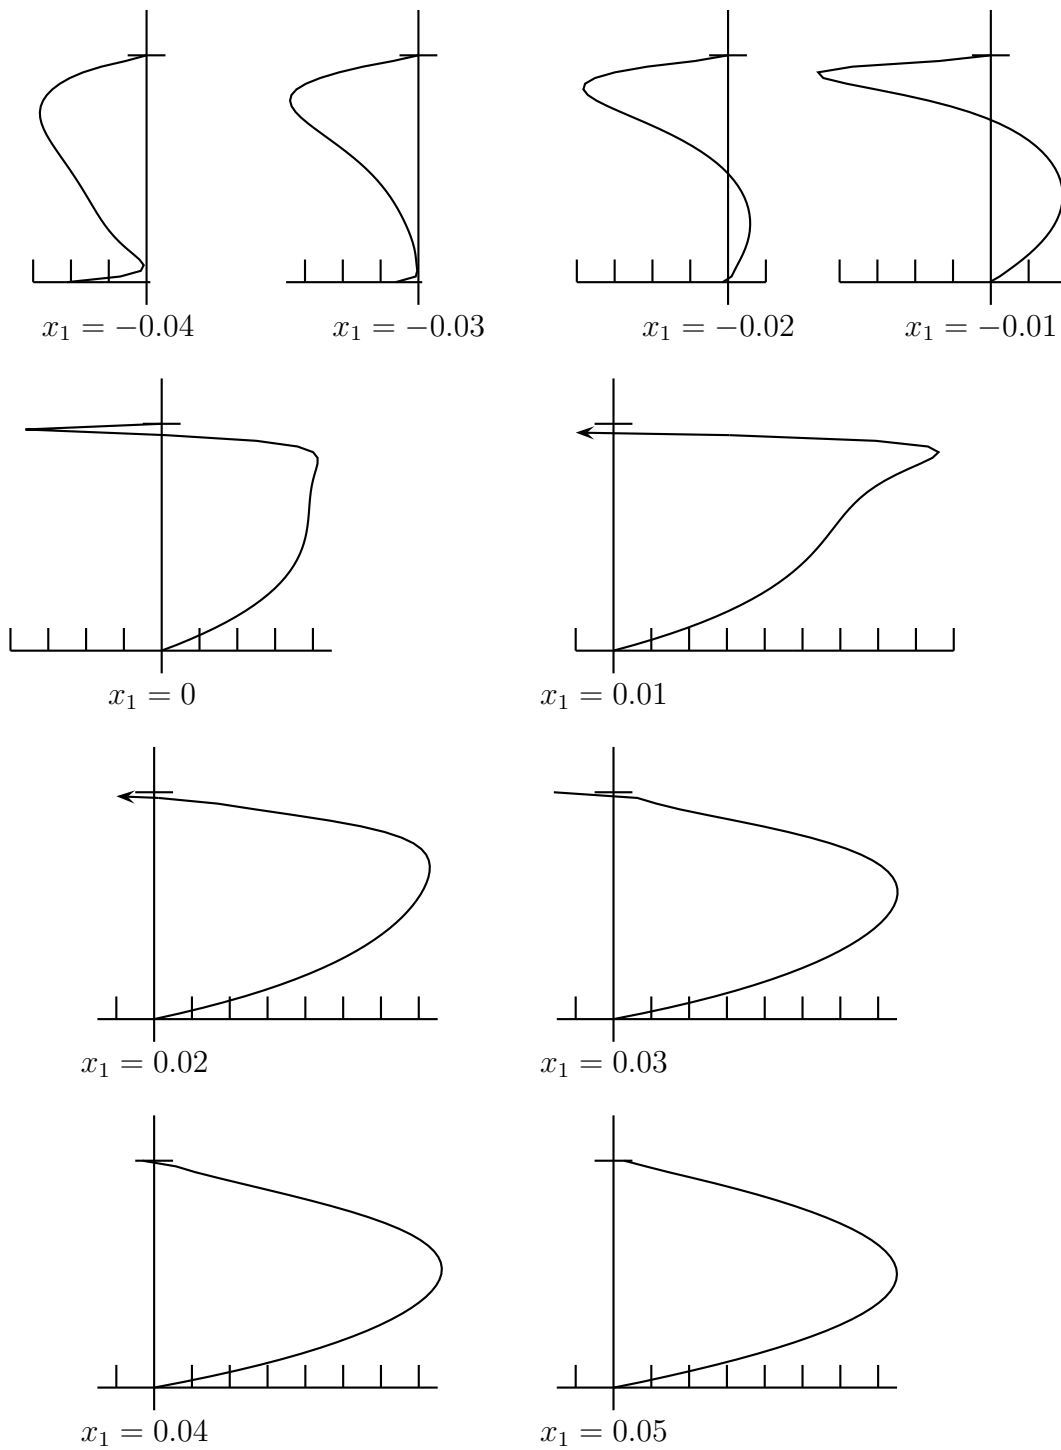 x₁ = −0.04 x₁ = −0.03 x₁ = −0.02 x₁ = −0.01
x₁ = 0 x₁ = 0.01
x₁ = 0.02 x₁ = 0.03
x₁ = 0.04 x₁ = 0.05